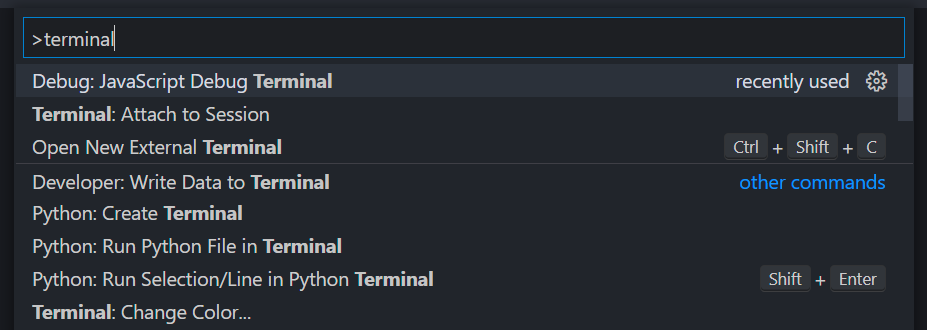 >terminal
Debug: JavaScript Debug Terminal recently used
Terminal: Attach to Session
Open New External Terminal Ctrl + Shift + C
Developer: Write Data to Terminal other commands
Python: Create Terminal
Python: Run Python File in Terminal
Python: Run Selection/Line in Python Terminal Shift + Enter
Terminal: Change Color...